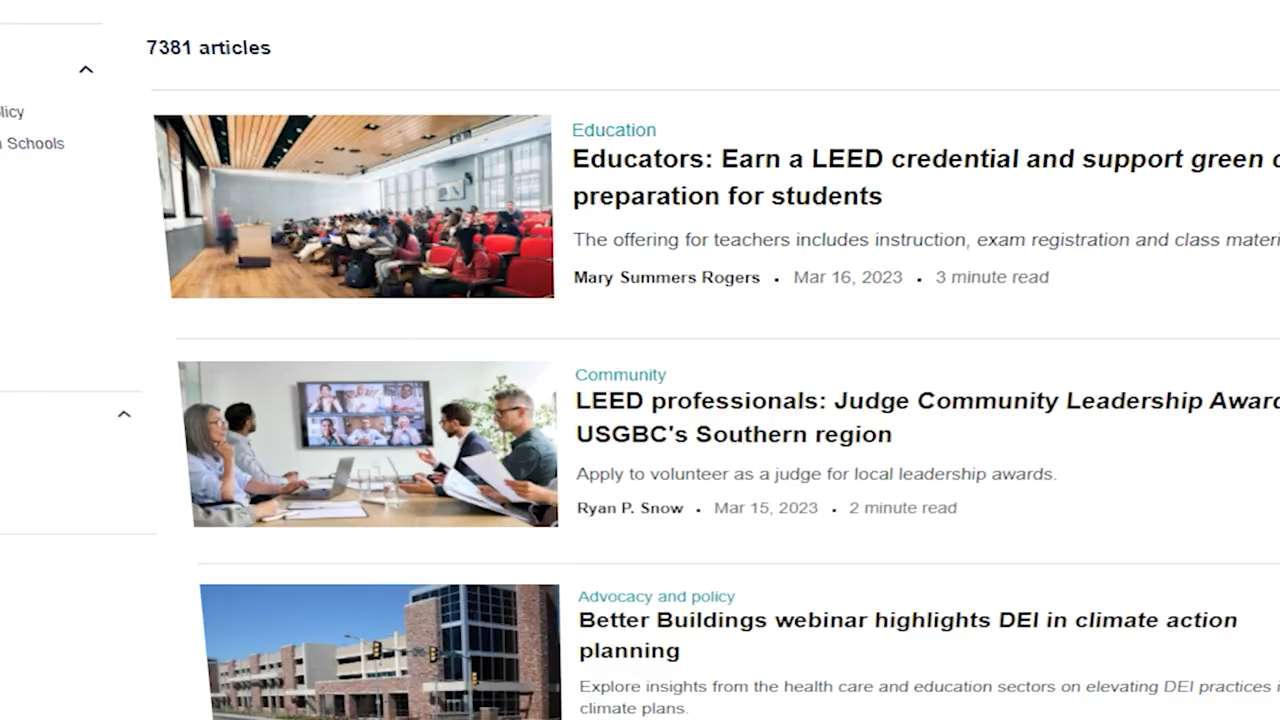 7381 articles
licy
Schools
Education
Educators: Earn a LEED credential and support green
preparation for students
The offering for teachers includes instruction, exam registration and class materi
Mary Summers Rogers • Mar 16, 2023 • 3 minute read
Community
LEED professionals: Judge Community Leadership Awar
USGBC's Southern region
Apply to volunteer as a judge for local leadership awards.
Ryan P. Snow • Mar 15, 2023 • 2 minute read
Advocacy and policy
Better Buildings webinar highlights DEI in climate action
planning
Explore insights from the health care and education sectors on elevating DEI practices
climate plans.